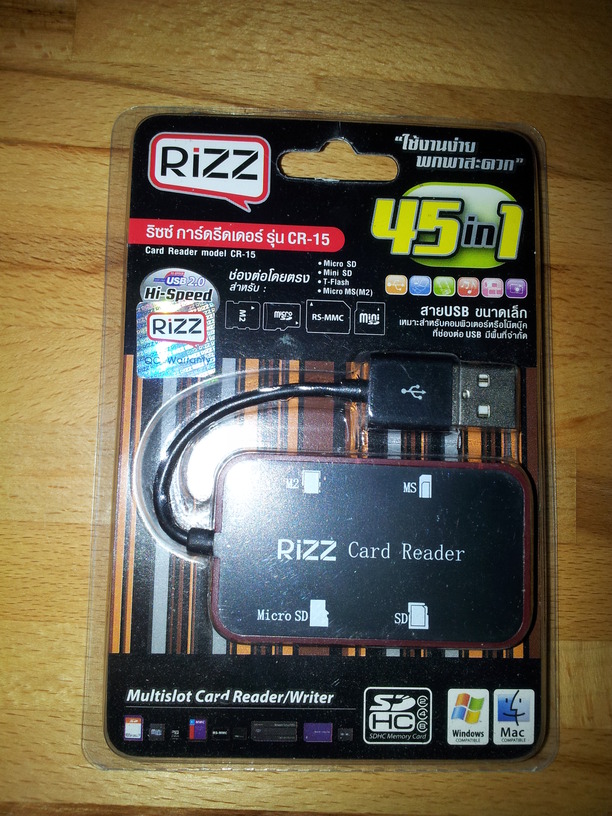 RiZZ
“ใช้งานง่าย
พกพาสะดวก”
45in1
ริซซ์ การ์ดรีดเดอร์ รุ่น CR-15
Card Reader model CR-15
USB 2.0
Hi-Speed
RiZZ
QC Warranty
ช่องต่อโดยตรง
สำหรับ :
• Micro SD
• Mini SD
• T-Flash
• Micro MS(M2)
M2
micro
RS-MMC
mini
สายUSB ขนาดเล็ก
เหมาะสำหรับคอมพิวเตอร์หรือโน๊ตบุ๊ค
ที่ช่องต่อ USB มีพื้นที่จำกัด
M2
MS
RiZZ Card Reader
Micro SD
SD
Multislot Card Reader/Writer
SD
HC
2
4
6
SDHC Memory Card
Windows
COMPATIBLE
Mac
COMPATIBLE
RS-MMC